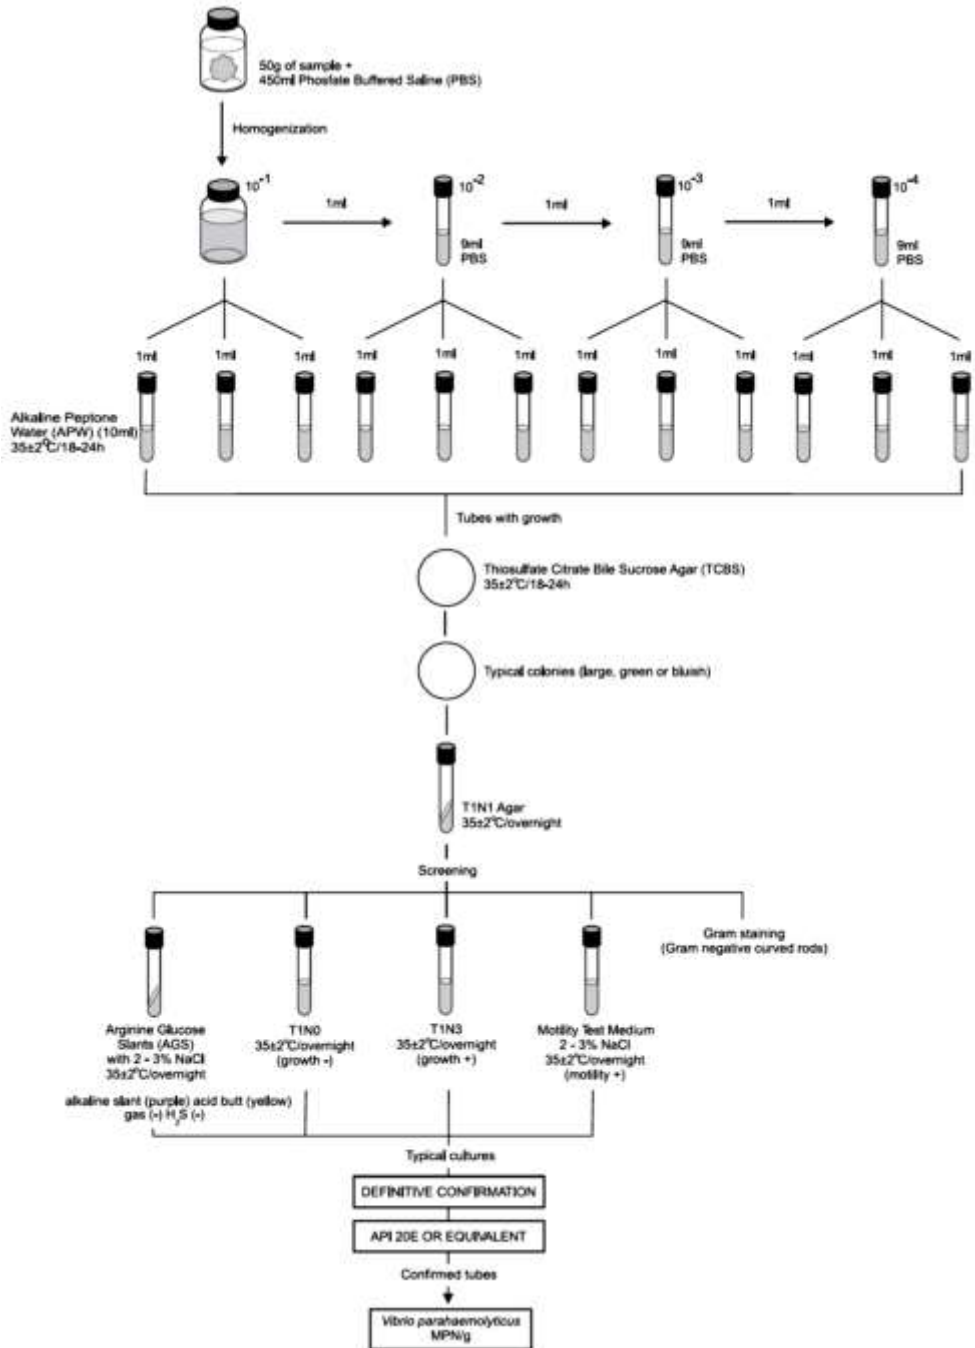 50g of sample +
450ml Phosfate Buffered Saline (PBS)
Homogenization
10-1
1ml
10-2
1ml
10-3
1ml
10-4
9ml
PBS
9ml
PBS
9ml
PBS
1ml 1ml 1ml 1ml 1ml 1ml 1ml 1ml 1ml 1ml 1ml 1ml
Alkaline Peptone
Water (APW) (10ml)
35±2°C/18-24h
Tubes with growth
Thiosulfate Citrate Bile Sucrose Agar (TCBS)
35±2°C/18-24h
Typical colonies (large, green or bluish)
T1N1 Agar
35±2°C/overnight
Screening
Arginine Glucose
Slants (AGS)
with 2 - 3% NaCl
35±2°C/overnight
alkaline slant (purple) acid butt (yellow)
gas (-) H2S (-)
T1N0
35±2°C/overnight
(growth -)
T1N3
35±2°C/overnight
(growth +)
Motility Test Medium
2 - 3% NaCl
35±2°C/overnight
(motility +)
Gram staining
(Gram negative curved rods)
Typical cultures
DEFINITIVE CONFIRMATION
API 20E OR EQUIVALENT
Confirmed tubes
Vibrio parahaemolyticus
MPN/g